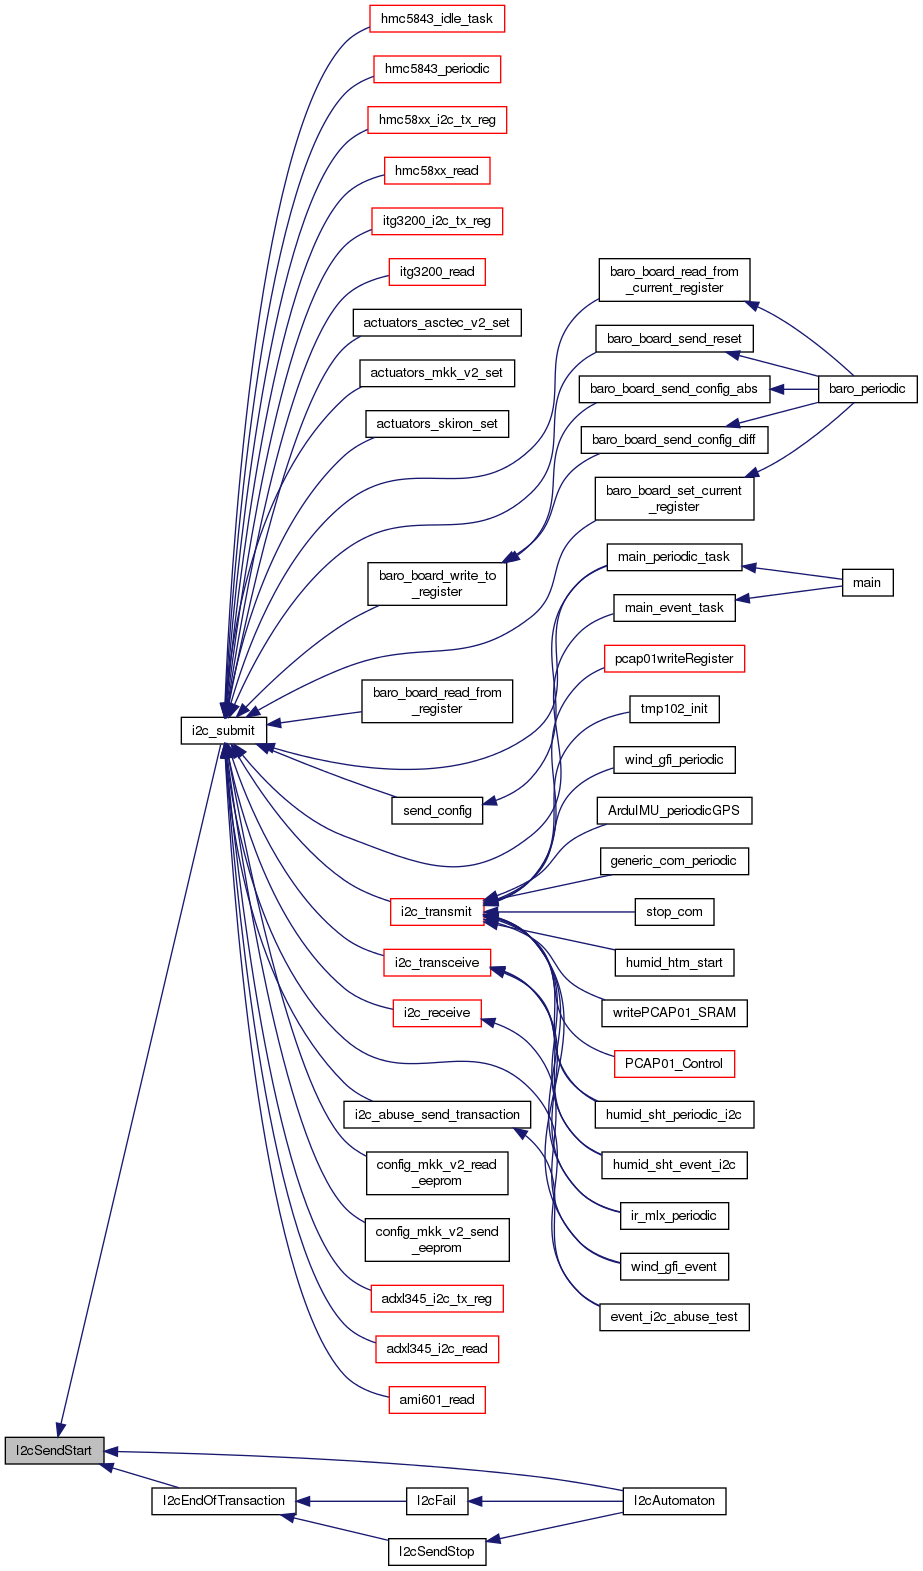 hmc5843_idle_task
hmc5843_periodic
hmc58xx_i2c_tx_reg
hmc58xx_read
itg3200_i2c_tx_reg
itg3200_read
actuators_asctec_v2_set
actuators_mkk_v2_set
actuators_skiron_set
baro_board_read_from
_current_register
baro_board_send_reset
baro_board_send_config_abs
baro_periodic
baro_board_send_config_diff
baro_board_set_current
_register
baro_board_write_to
_register
main_periodic_task
main
main_event_task
pcap01writeRegister
baro_board_read_from
_register
tmp102_init
i2c_submit
wind_gfi_periodic
send_config
ArduIMU_periodicGPS
generic_com_periodic
i2c_transmit
stop_com
i2c_transceive
humid_htm_start
i2c_receive
writePCAP01_SRAM
PCAP01_Control
i2c_abuse_send_transaction
humid_sht_periodic_i2c
config_mkk_v2_read
_eeprom
humid_sht_event_i2c
ir_mlx_periodic
config_mkk_v2_send
_eeprom
wind_gfi_event
adxl345_i2c_tx_reg
event_i2c_abuse_test
adxl345_i2c_read
ami601_read
I2cSendStart
I2cEndOfTransaction
I2cFail
I2cAutomaton
I2cSendStop